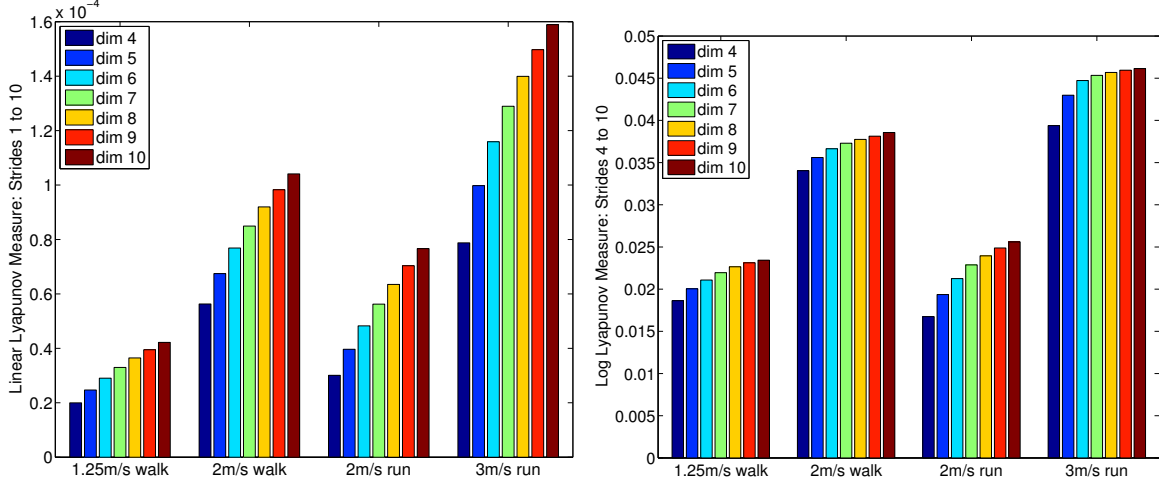 x 10⁻⁴
Linear Lyapunov Measure: Strides 1 to 10
1.6
1.4
1.2
1
0.8
0.6
0.4
0.2
0
dim 4
dim 5
dim 6
dim 7
dim 8
dim 9
dim 10
1.25m/s walk
2m/s walk
2m/s run
3m/s run
Log Lyapunov Measure: Strides 4 to 10
0.05
0.045
0.04
0.035
0.03
0.025
0.02
0.015
0.01
0.005
0
dim 4
dim 5
dim 6
dim 7
dim 8
dim 9
dim 10
1.25m/s walk
2m/s walk
2m/s run
3m/s run